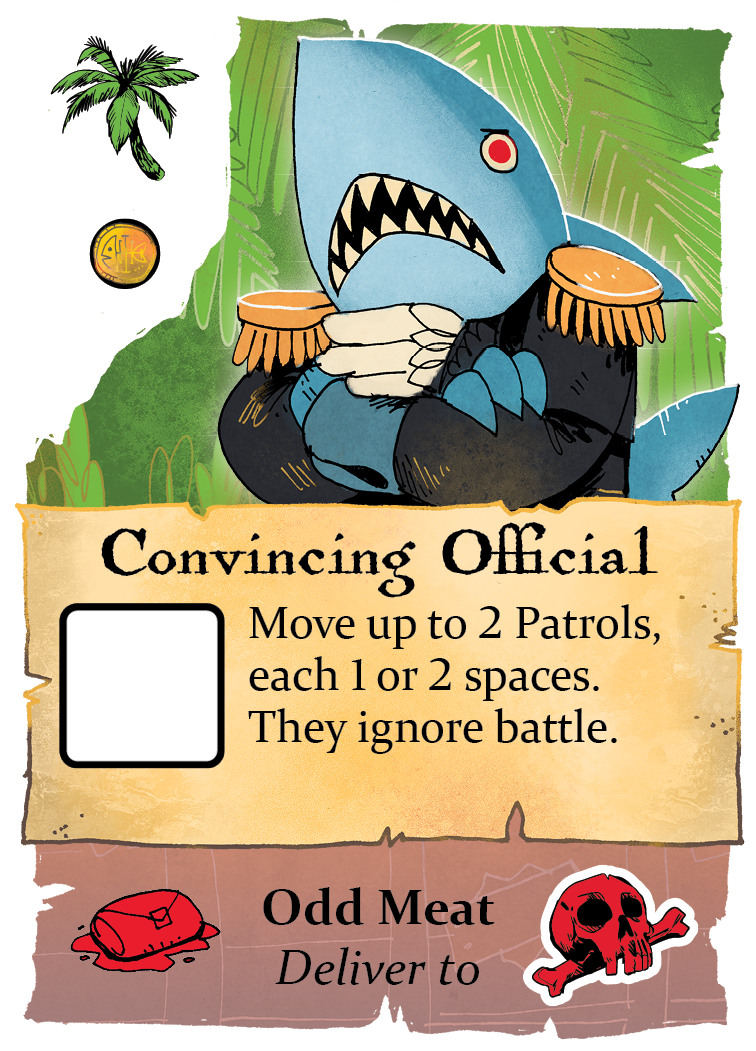 Convincing Official
Move up to 2 Patrols,
each 1 or 2 spaces.
They ignore battle.
Odd Meat
Deliver to